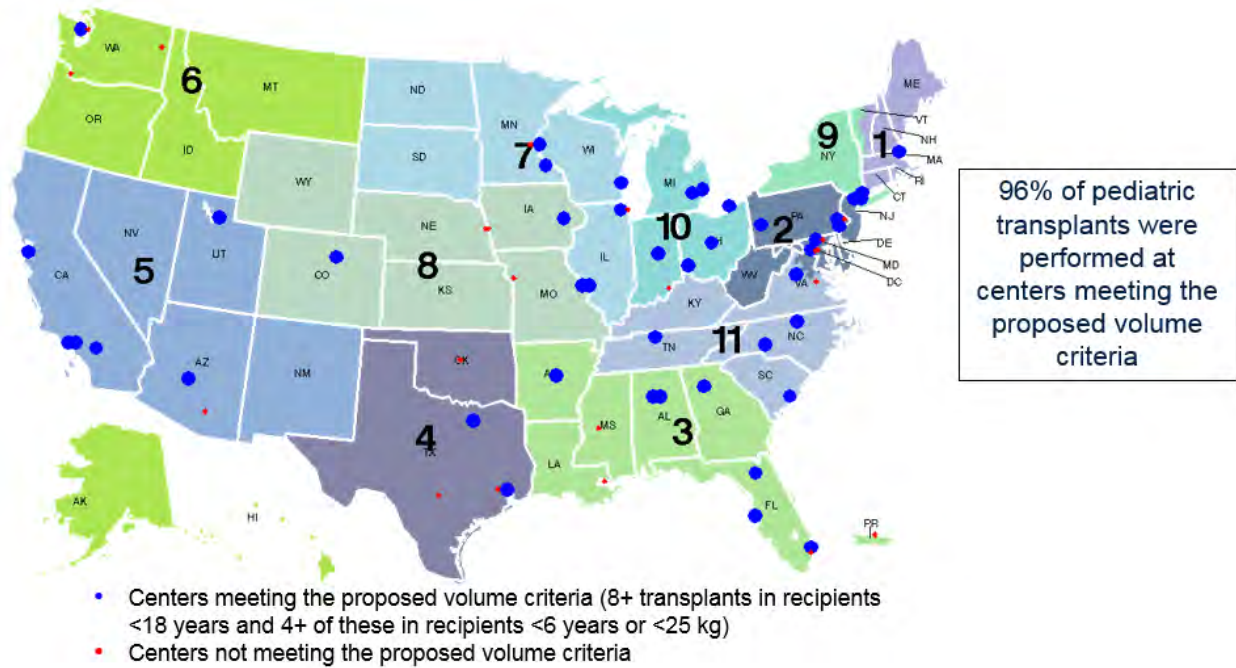 WA
6
MT
OR
ID
ND
SD
MN
7
WI
WY
NE
IA
8
CO
KS
MO
IL
MI
10
9
NY
1
ME
VT
NH
MA
RI
CT
NJ
DE
MD
DC
PA
2
WV
VA
5
CA
NV
UT
AZ
NM
4
TX
OK
LA
MS
AL
GA
3
FL
TN
KY
11
NC
SC
AK
HI
PR
96% of pediatric
transplants were
performed at
centers meeting the
proposed volume
criteria
Centers meeting the proposed volume criteria (8+ transplants in recipients
<18 years and 4+ of these in recipients <6 years or <25 kg)
Centers not meeting the proposed volume criteria